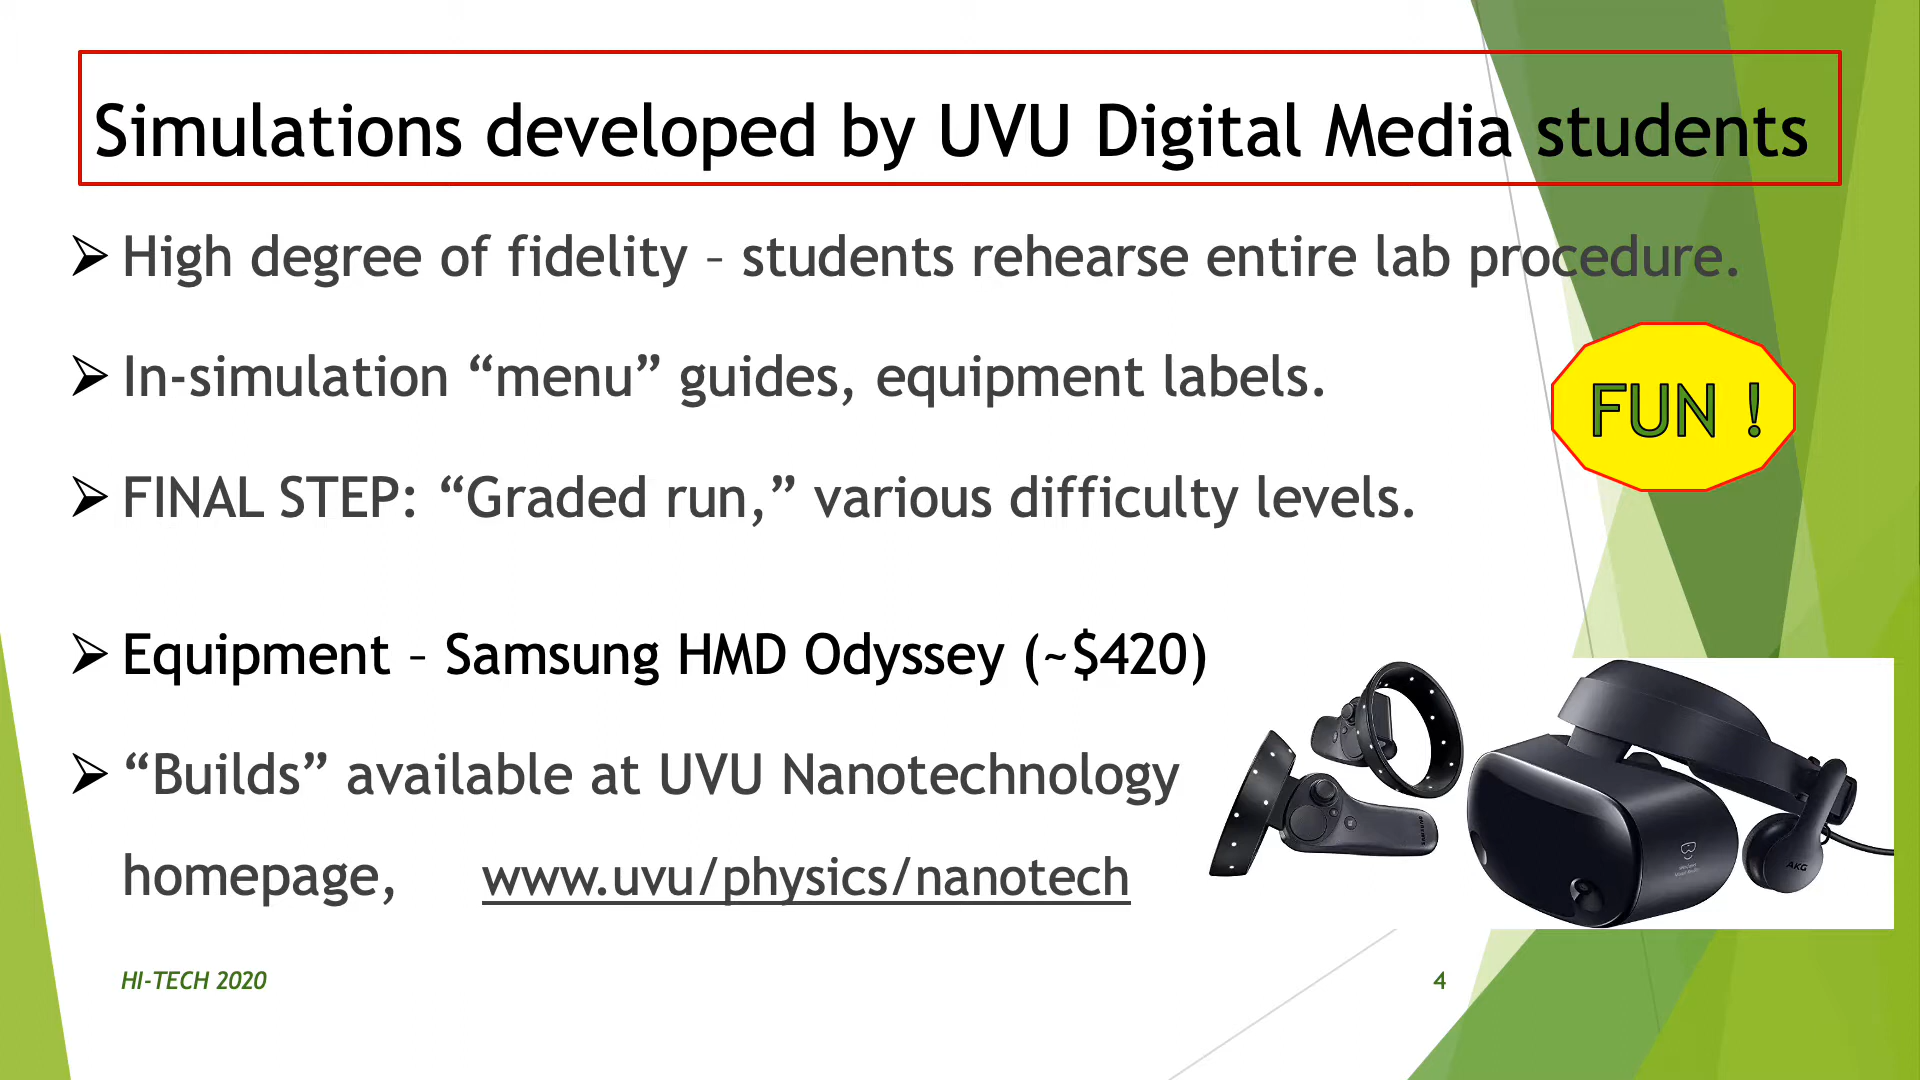 Simulations developed by UVU Digital Media students
➢ High degree of fidelity – students rehearse entire lab procedure.
➢ In-simulation “menu” guides, equipment labels.
FUN !
➢ FINAL STEP: “Graded run,” various difficulty levels.
➢ Equipment – Samsung HMD Odyssey (~$420)
➢ “Builds” available at UVU Nanotechnology
homepage, www.uvu/physics/nanotech
SAMSUNG
AKG
HI-TECH 2020
4